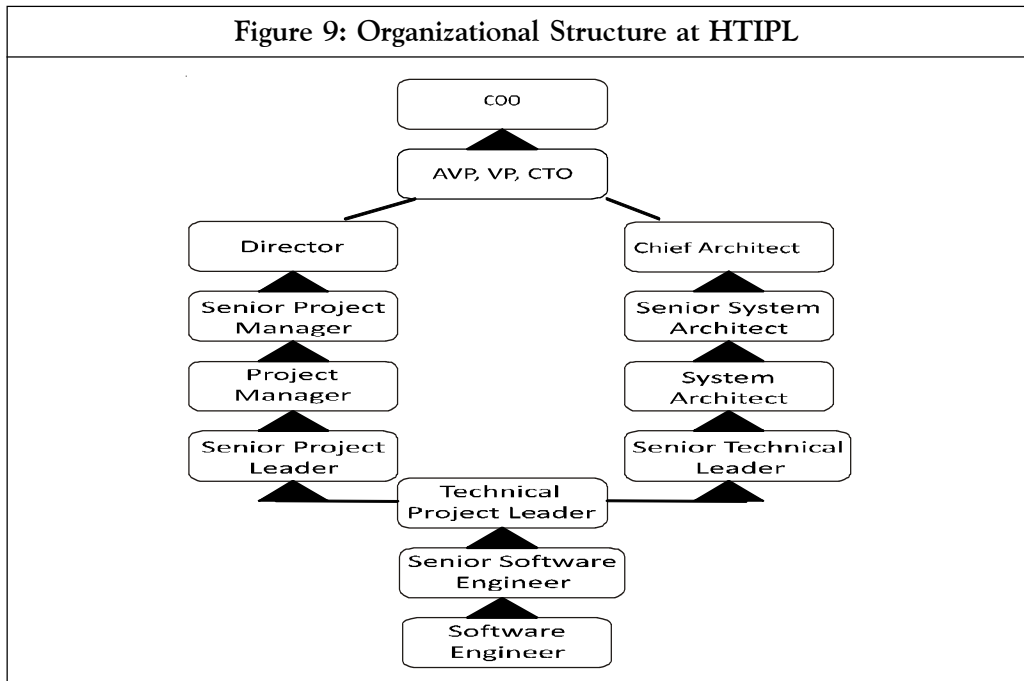 Figure 9: Organizational Structure at HTIPL
COO
AVP, VP, CTO
Director
Chief Architect
Senior Project
Manager
Senior System
Architect
Project
Manager
System
Architect
Senior Project
Leader
Senior Technical
Leader
Technical
Project Leader
Senior Software
Engineer
Software
Engineer